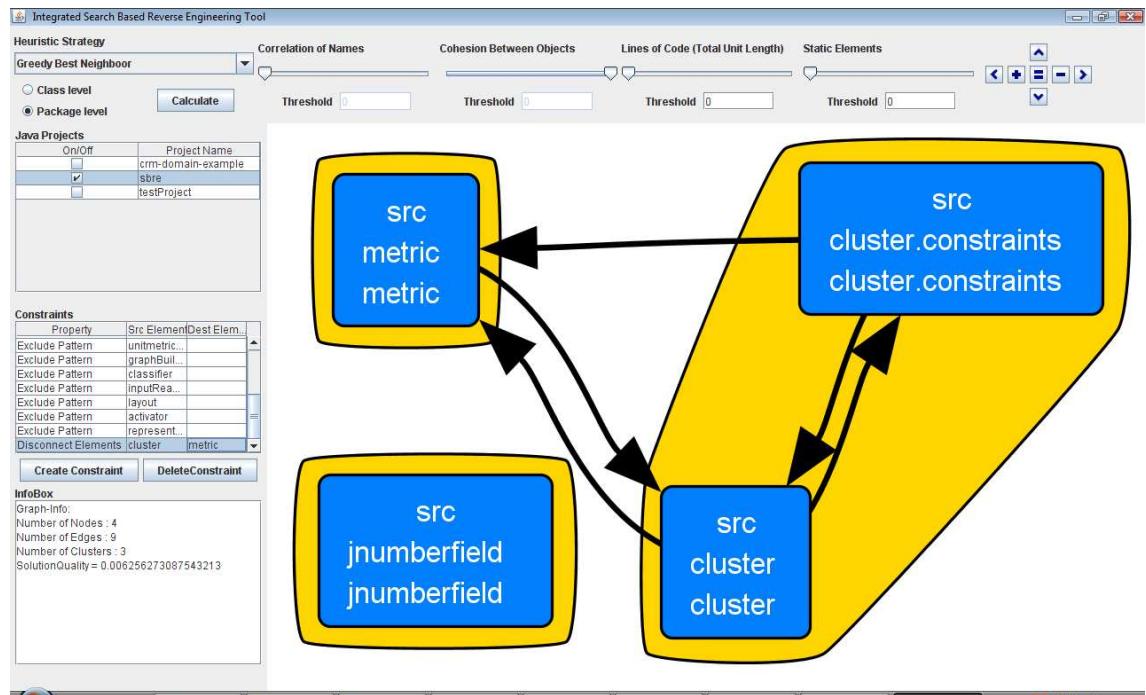 Integrated Search Based Reverse Engineering Tool
Heuristic Strategy
Greedy Best Neighboor
Class level
Package level
Calculate
Correlation of Names
Threshold 0
Cohesion Between Objects
Threshold 0
Lines of Code (Total Unit Length)
Threshold 0
Static Elements
Threshold 0
Java Projects
On/Off Project Name
crm-domain-example
sbre
testProject
Constraints
Property Src Element Dest Elem...
Exclude Pattern unitmetric...
Exclude Pattern graphBuil...
Exclude Pattern classifier
Exclude Pattern inputRea...
Exclude Pattern layout
Exclude Pattern activator
Exclude Pattern represent...
Disconnect Elements cluster metric
Create Constraint DeleteConstraint
InfoBox
Graph-Info:
Number of Nodes : 4
Number of Edges : 9
Number of Clusters : 3
SolutionQuality = 0.006256273087543213
src
metric
metric
src
cluster.constraints
cluster.constraints
src
jnumberfield
jnumberfield
src
cluster
cluster